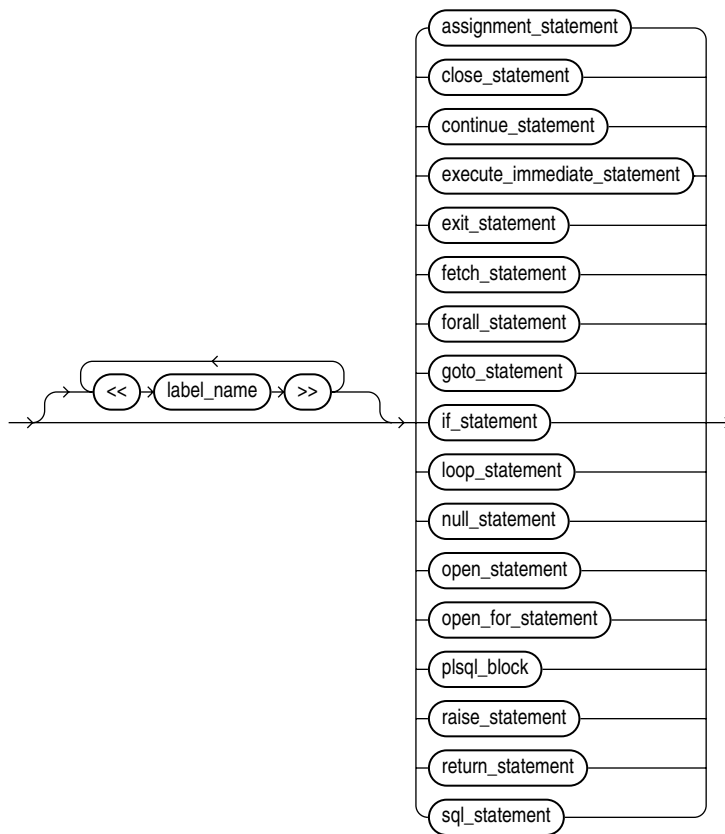 assignment_statement
close_statement
continue_statement
execute_immediate_statement
exit_statement
fetch_statement
forall_statement
goto_statement
<< label_name >>
if_statement
loop_statement
null_statement
open_statement
open_for_statement
plsql_block
raise_statement
return_statement
sql_statement